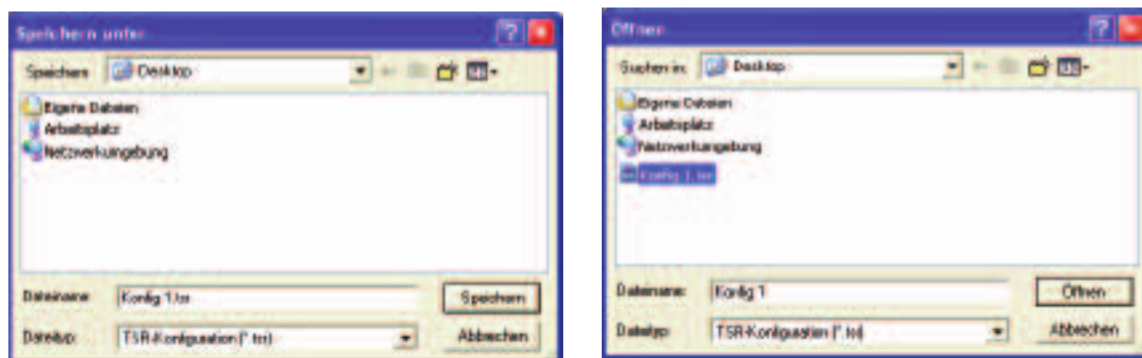 Speichern unter
Speichern
Desktop
Eigene Dateien
Arbeitsplatz
Netzwerkumgebung
Dateiname:
Konfig 1.tsr
Speichern
Dateityp:
TSR-Konfiguration (*.tsr)
Abbrechen
Öffnen
Suchen in:
Desktop
Eigene Dateien
Arbeitsplatz
Netzwerkumgebung
Konfig 1.tsr
Dateiname:
Konfig 1
Öffnen
Dateityp:
TSR-Konfiguration (*.tsr)
Abbrechen